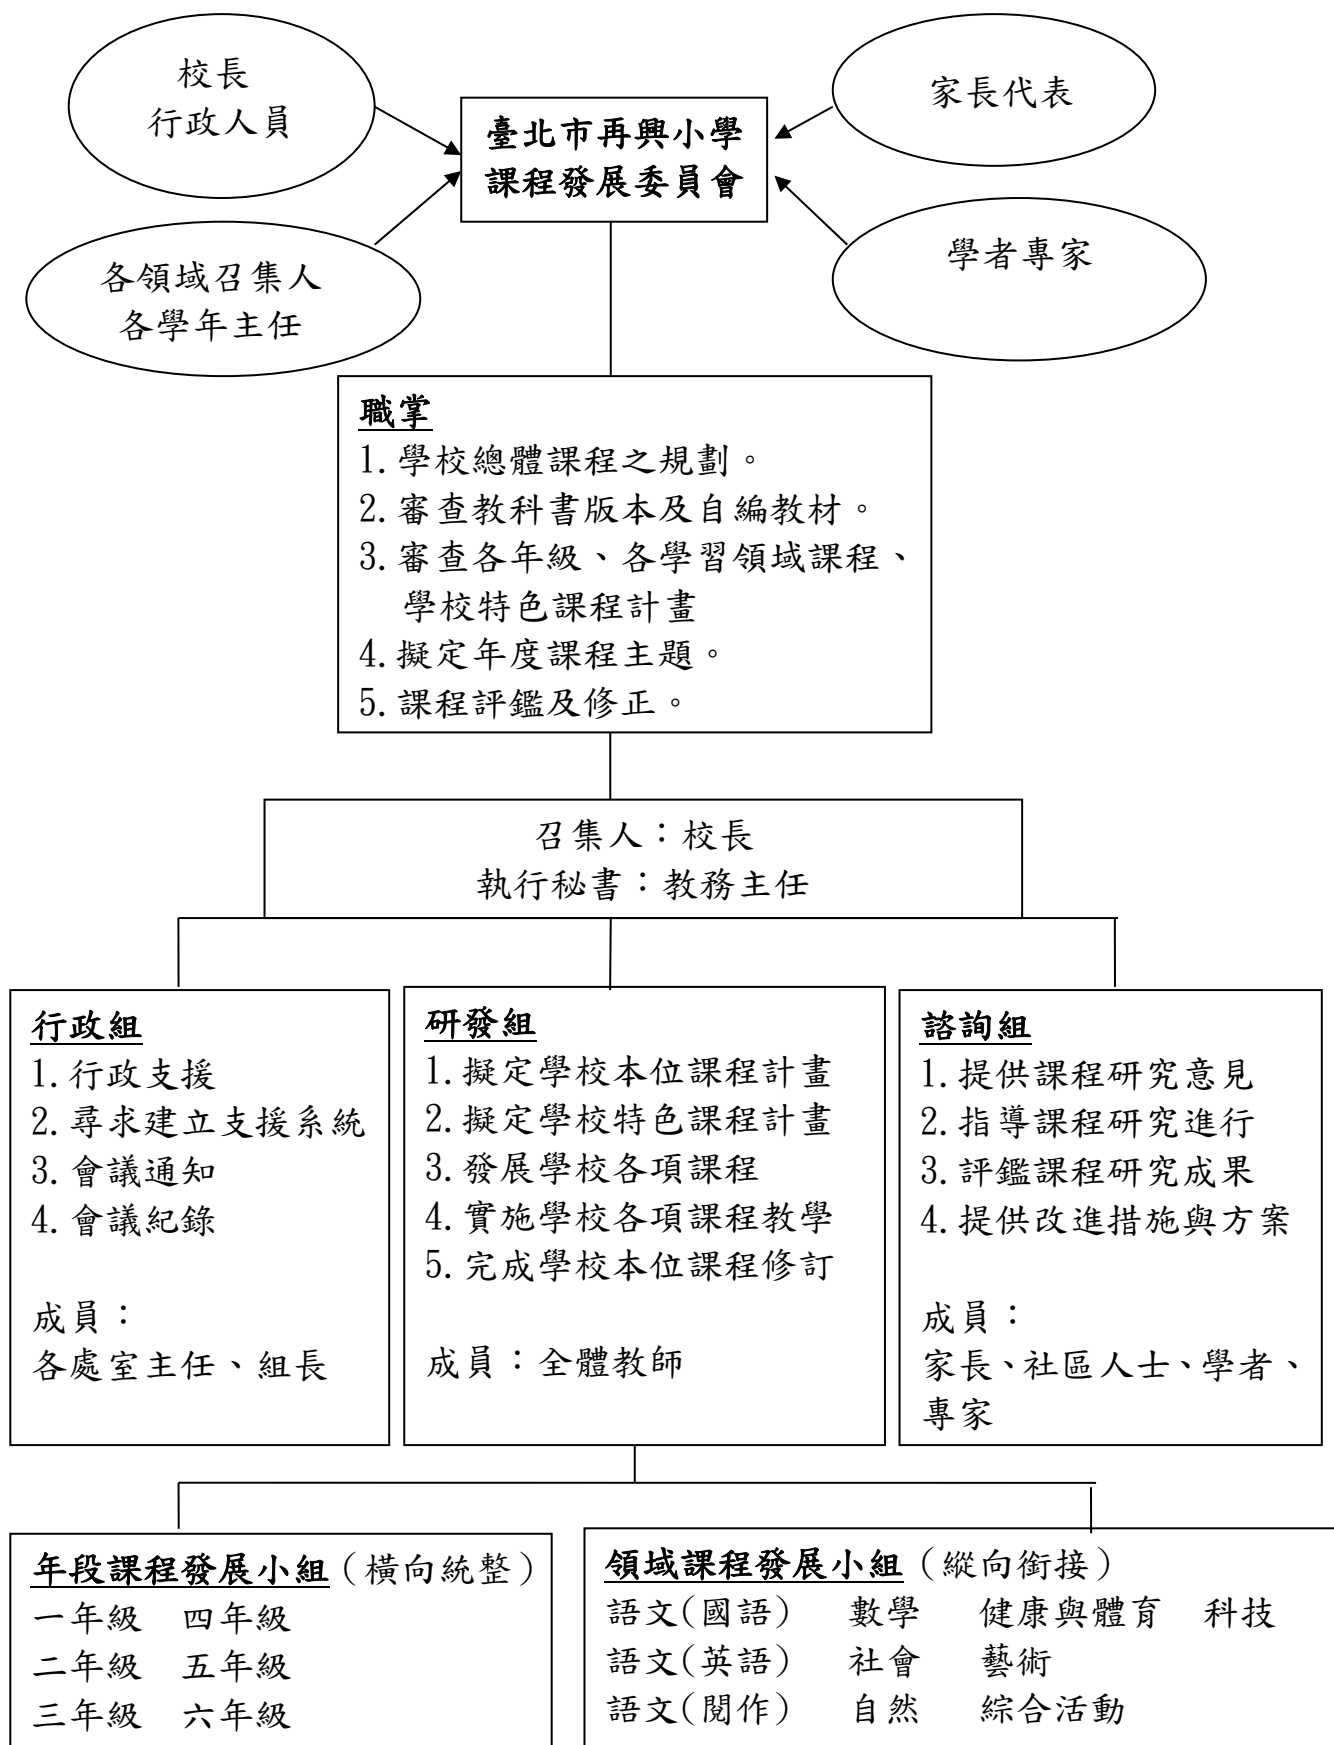 校長
行政人員
家長代表
臺北市再興小學
課程發展委員會
各領域召集人
各學年主任
學者專家
職掌
1.學校總體課程之規劃。
2.審查教科書版本及自編教材。
3.審查各年級、各學習領域課程、
學校特色課程計畫
4.擬定年度課程主題。
5.課程評鑑及修正。
召集人：校長
執行秘書：教務主任
行政組
1.行政支援
2.尋求建立支援系統
3.會議通知
4.會議紀錄
成員：
各處室主任、組長
研發組
1.擬定學校本位課程計畫
2.擬定學校特色課程計畫
3.發展學校各項課程
4.實施學校各項課程教學
5.完成學校本位課程修訂
成員：全體教師
諮詢組
1.提供課程研究意見
2.指導課程研究進行
3.評鑑課程研究成果
4.提供改進措施與方案
成員：
家長、社區人士、學者、
專家
年段課程發展小組（橫向統整）
一年級 四年級
二年級 五年級
三年級 六年級
領域課程發展小組（縱向銜接）
語文(國語) 數學 健康與體育 科技
語文(英語) 社會 藝術
語文(閱作) 自然 綜合活動